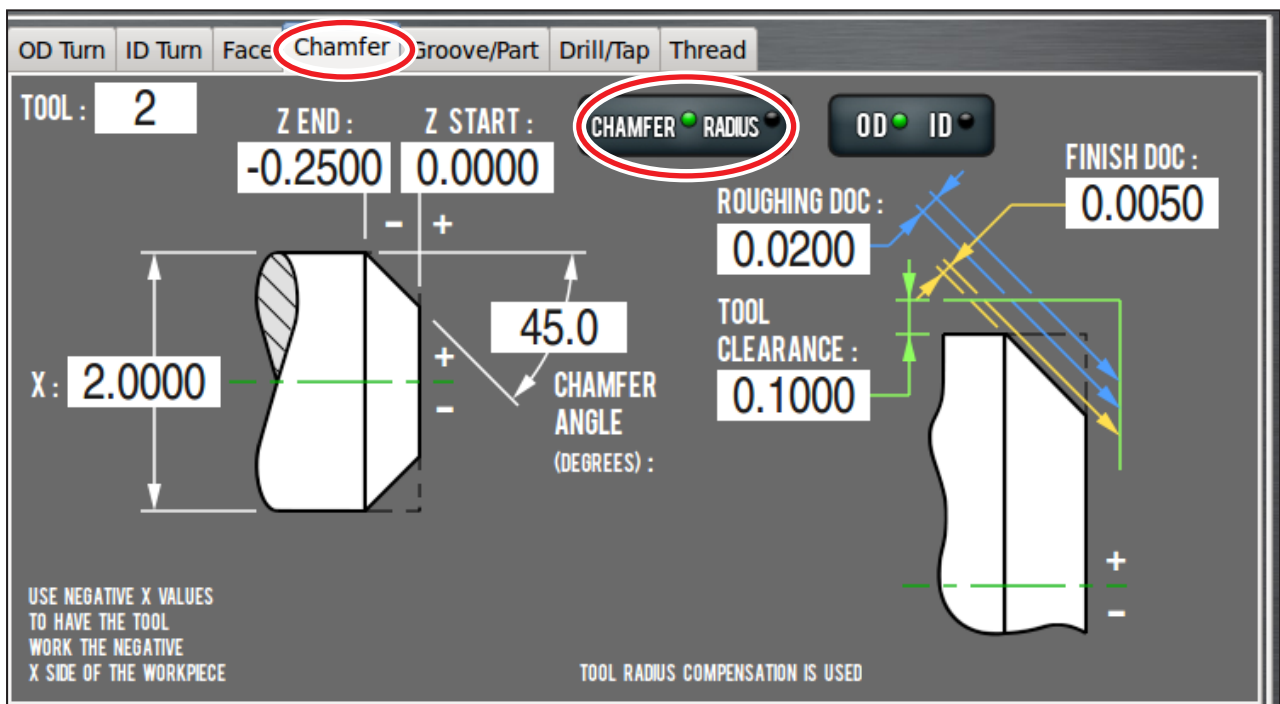 OD Turn ID Turn Face Chamfer Groove/Part Drill/Tap Thread
TOOL : 2
Z END : Z START :
-0.2500 0.0000
CHAMFER RADIUS
OD ID
FINISH DOC :
0.0050
ROUGHING DOC :
0.0200
- +
45.0
TOOL
CLEARANCE :
0.1000
X : 2.0000
+
-
CHAMFER
ANGLE
(DEGREES) :
+
-
USE NEGATIVE X VALUES
TO HAVE THE TOOL
WORK THE NEGATIVE
X SIDE OF THE WORKPIECE
TOOL RADIUS COMPENSATION IS USED